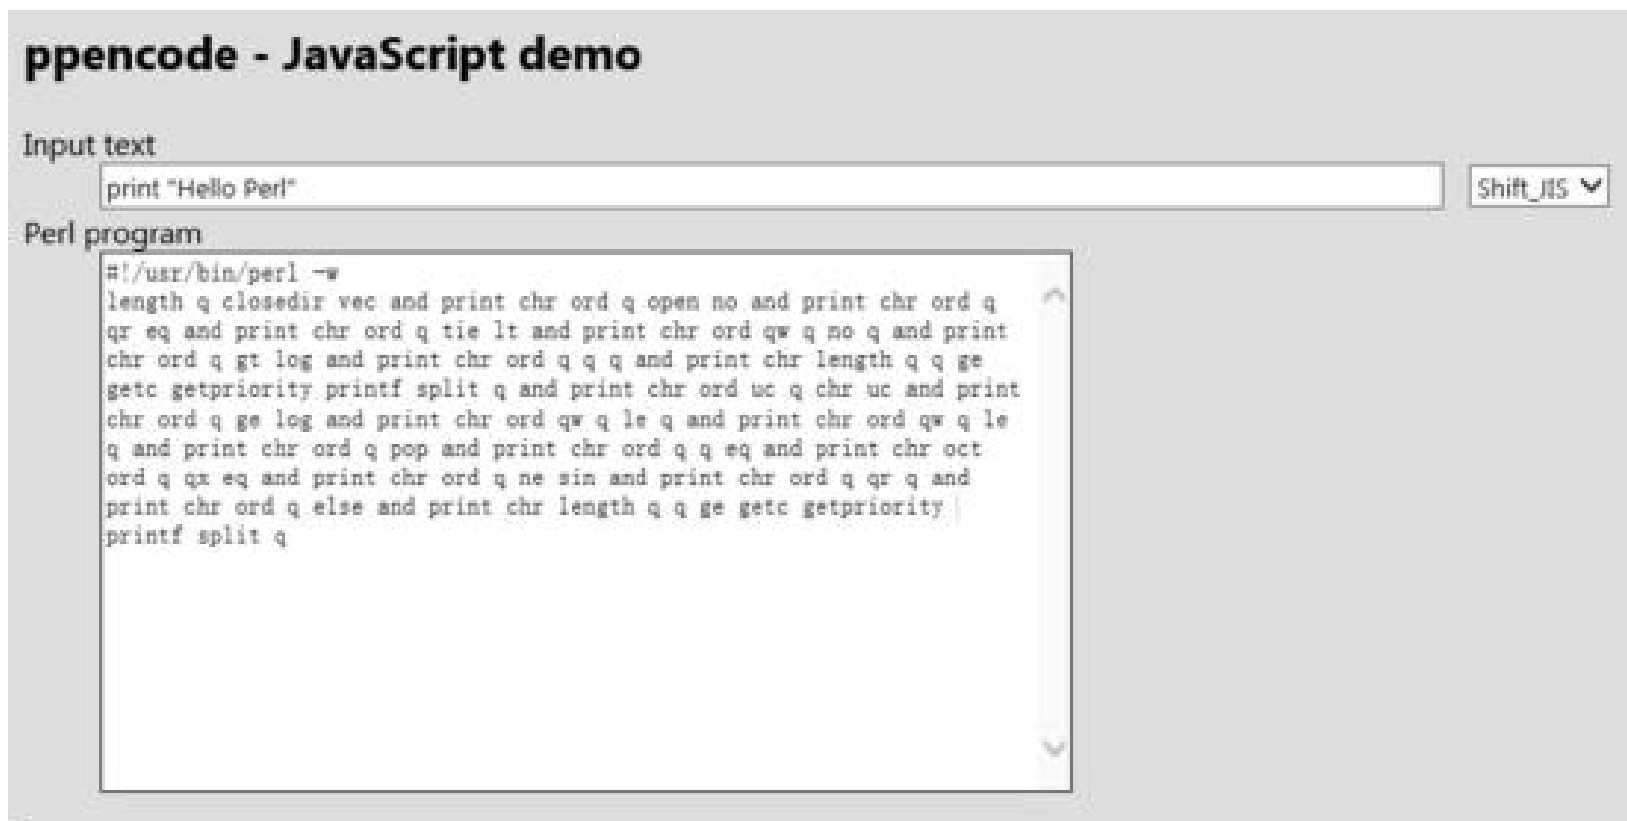 ppencode - JavaScript demo
Input text
print "Hello Perl"
Shift_JIS
Perl program
#!/usr/bin/perl -w
length q closedir vec and print chr ord q open no and print chr ord q
qr eq and print chr ord q tie lt and print chr ord qw q no q and print
chr ord q gt log and print chr ord q q q and print chr length q q ge
getc getpriority printf split q and print chr ord uc q chr uc and print
chr ord q ge log and print chr ord qw q le q and print chr ord qw q le
q and print chr ord q pop and print chr ord q q eq and print chr oct
ord q qx eq and print chr ord q ne sin and print chr ord q qr q and
print chr ord q else and print chr length q q ge getc getpriority
printf split q